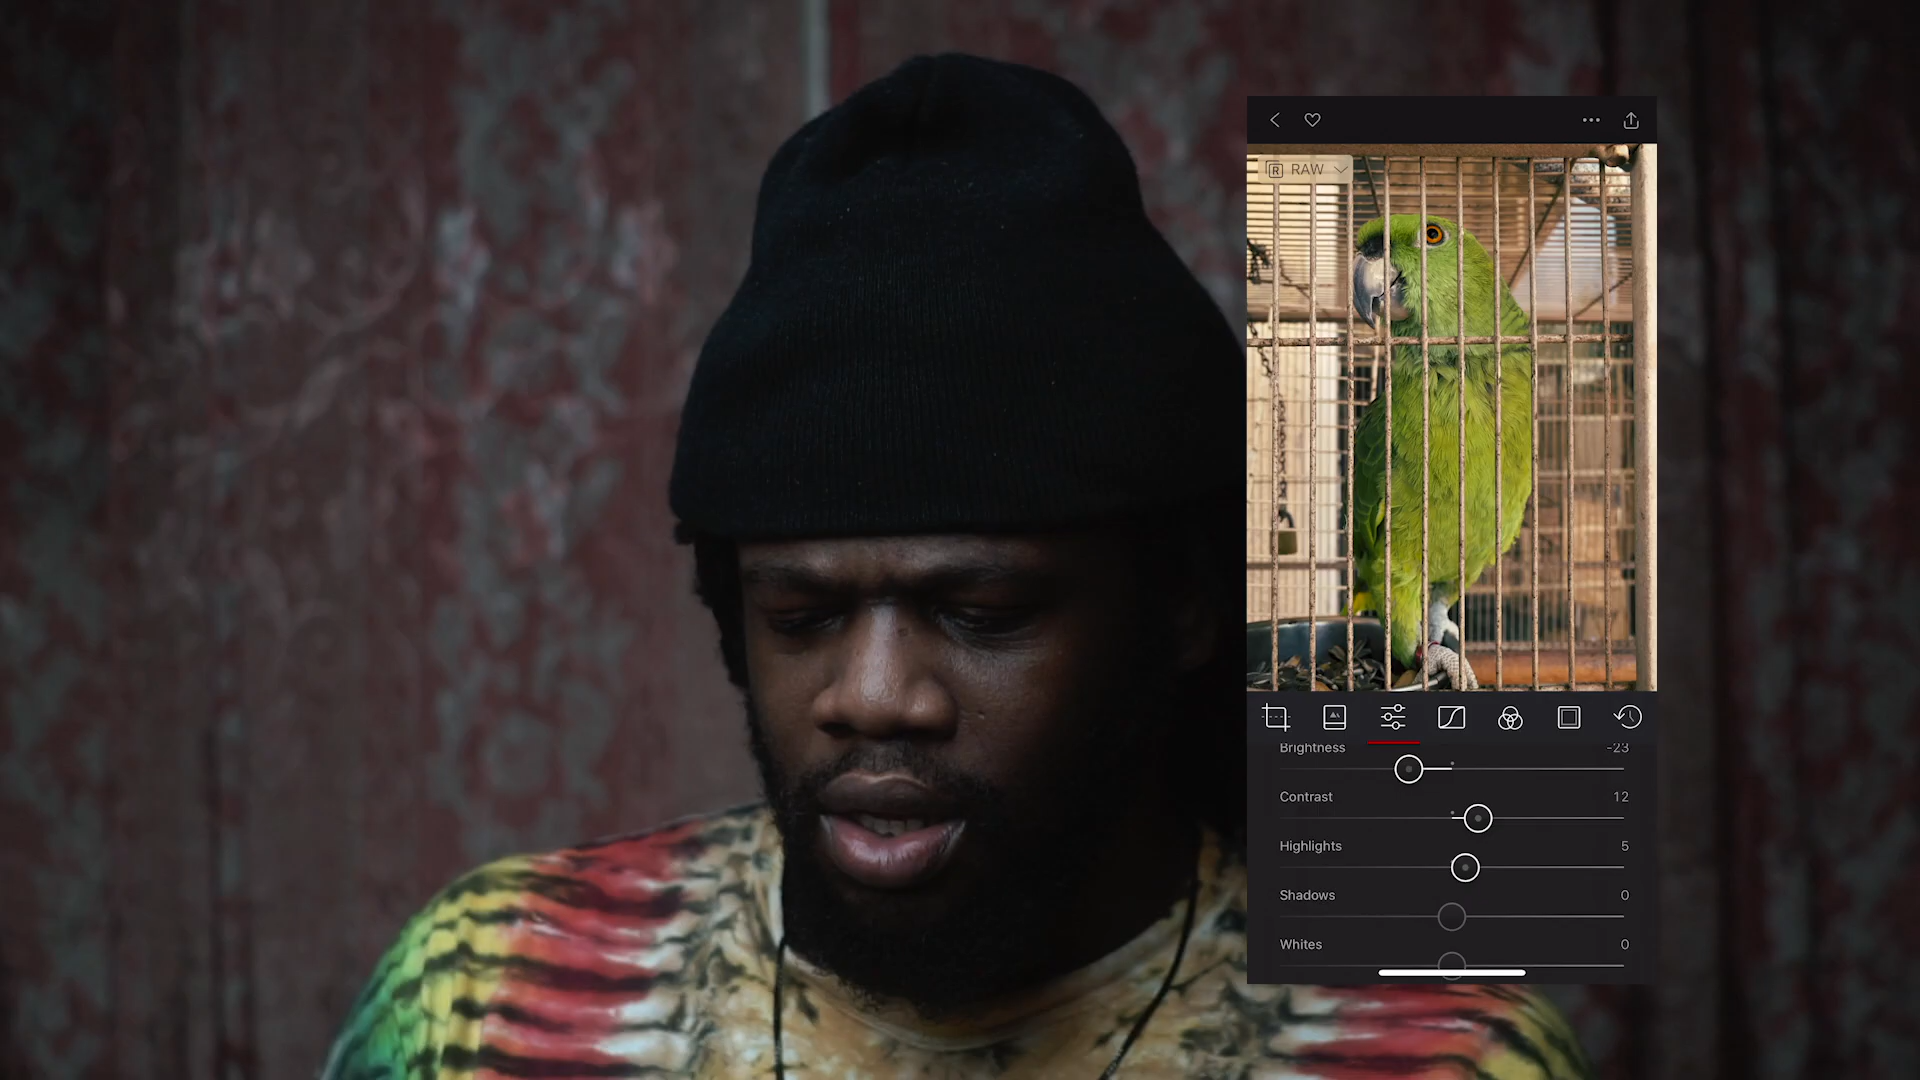 R RAW
Brightness -23
Contrast 12
Highlights 5
Shadows 0
Whites 0